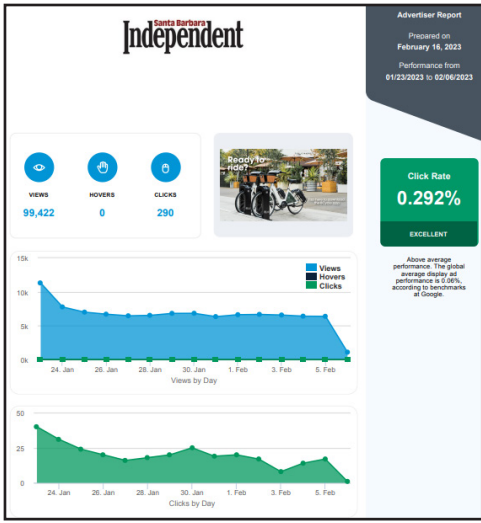 Santa Barbara
Independent
Advertiser Report
Prepared on
February 16, 2023
Performance from
01/23/2023 to 02/06/2023
VIEWS
99,422
HOVERS
0
CLICKS
290
Ready to
ride?
Click Rate
0.292%
EXCELLENT
Above average
performance. The global
average display ad
performance is 0.06%,
according to benchmarks
at Google.
15k
10k
5k
0k
Views
Hovers
Clicks
24. Jan
26. Jan
28. Jan
30. Jan
1. Feb
3. Feb
5. Feb
Views by Day
50
25
0
24. Jan
26. Jan
28. Jan
30. Jan
1. Feb
3. Feb
5. Feb
Clicks by Day